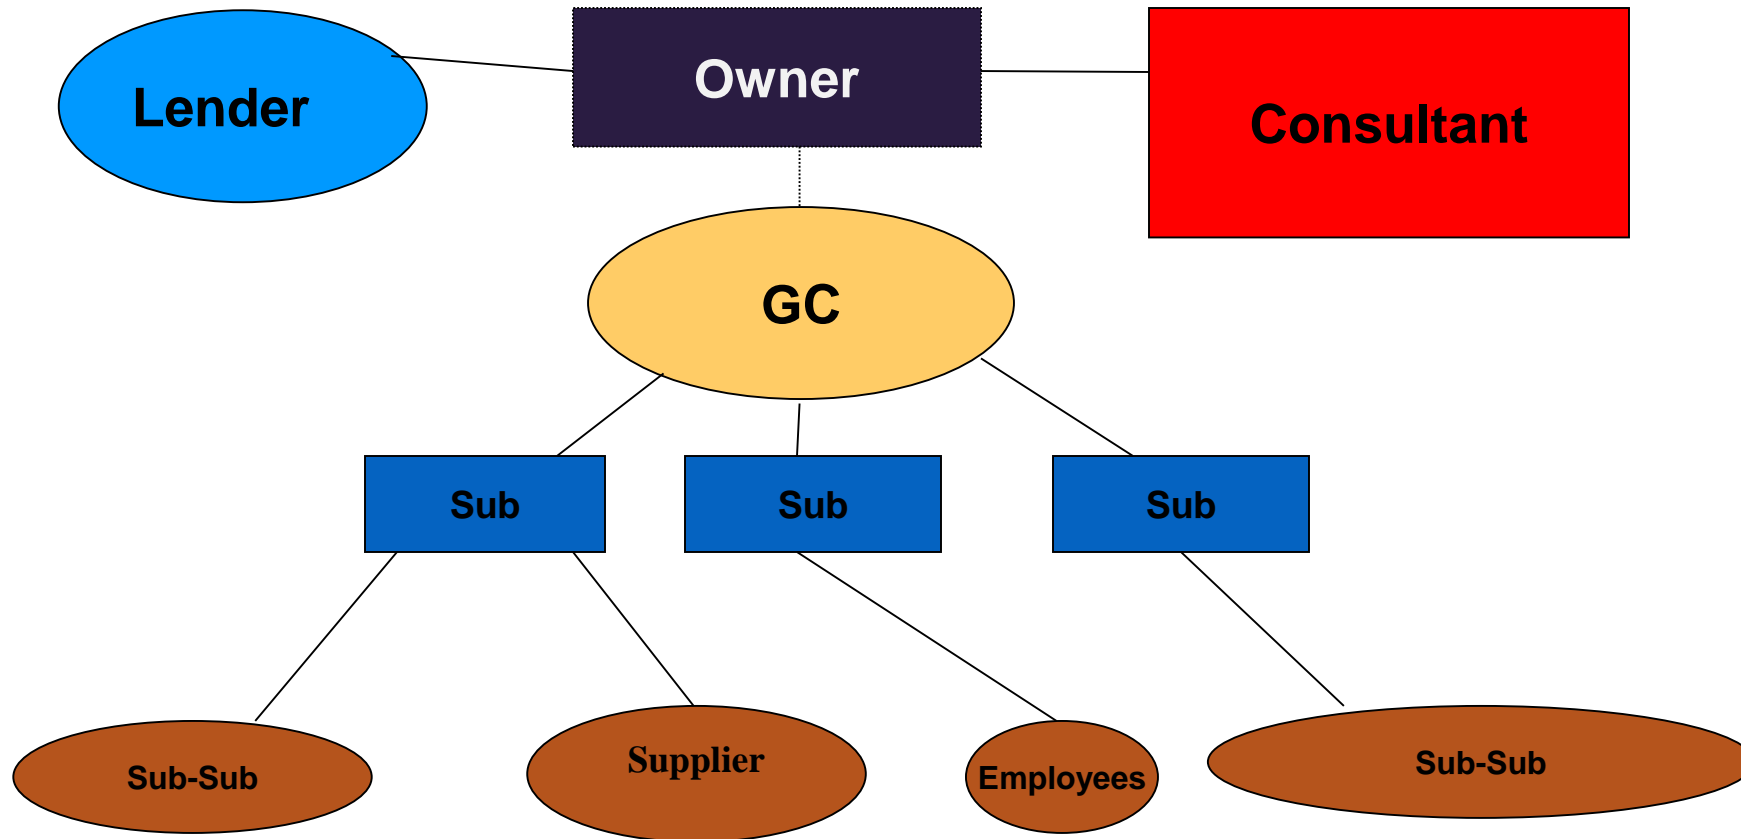 Lender
Owner
Consultant
GC
Sub
Sub
Sub
Sub-Sub
Supplier
Employees
Sub-Sub